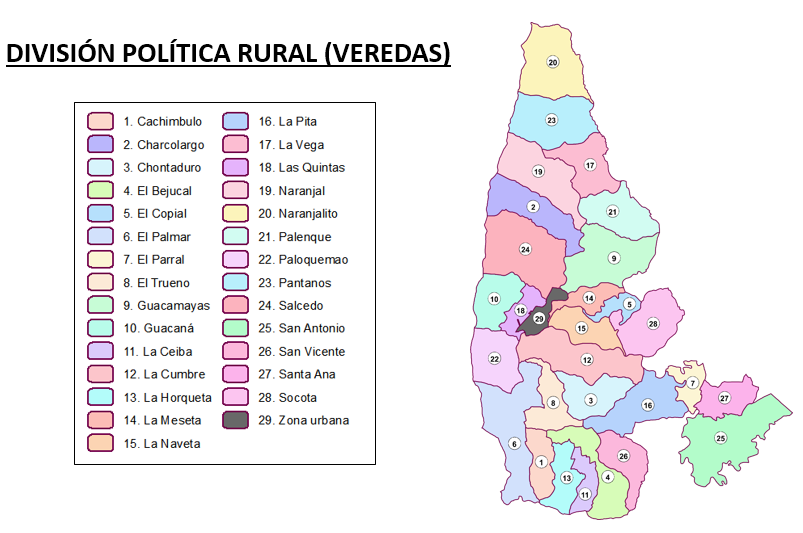 DIVISIÓN POLÍTICA RURAL (VEREDAS)
1. Cachimbulo
2. Charcolargo
3. Chontaduro
4. El Bejucal
5. El Copial
6. El Palmar
7. El Parral
8. El Trueno
9. Guacamayas
10. Guacaná
11. La Ceiba
12. La Cumbre
13. La Horqueta
14. La Meseta
15. La Naveta
16. La Pita
17. La Vega
18. Las Quintas
19. Naranjal
20. Naranjalito
21. Palenque
22. Paloquemao
23. Pantanos
24. Salcedo
25. San Antonio
26. San Vicente
27. Santa Ana
28. Socota
29. Zona urbana
20
23
17
19
2
21
24
9
10
14
5
18
29
28
15
22
12
7
27
3
8
16
25
6
26
1
13
4
11